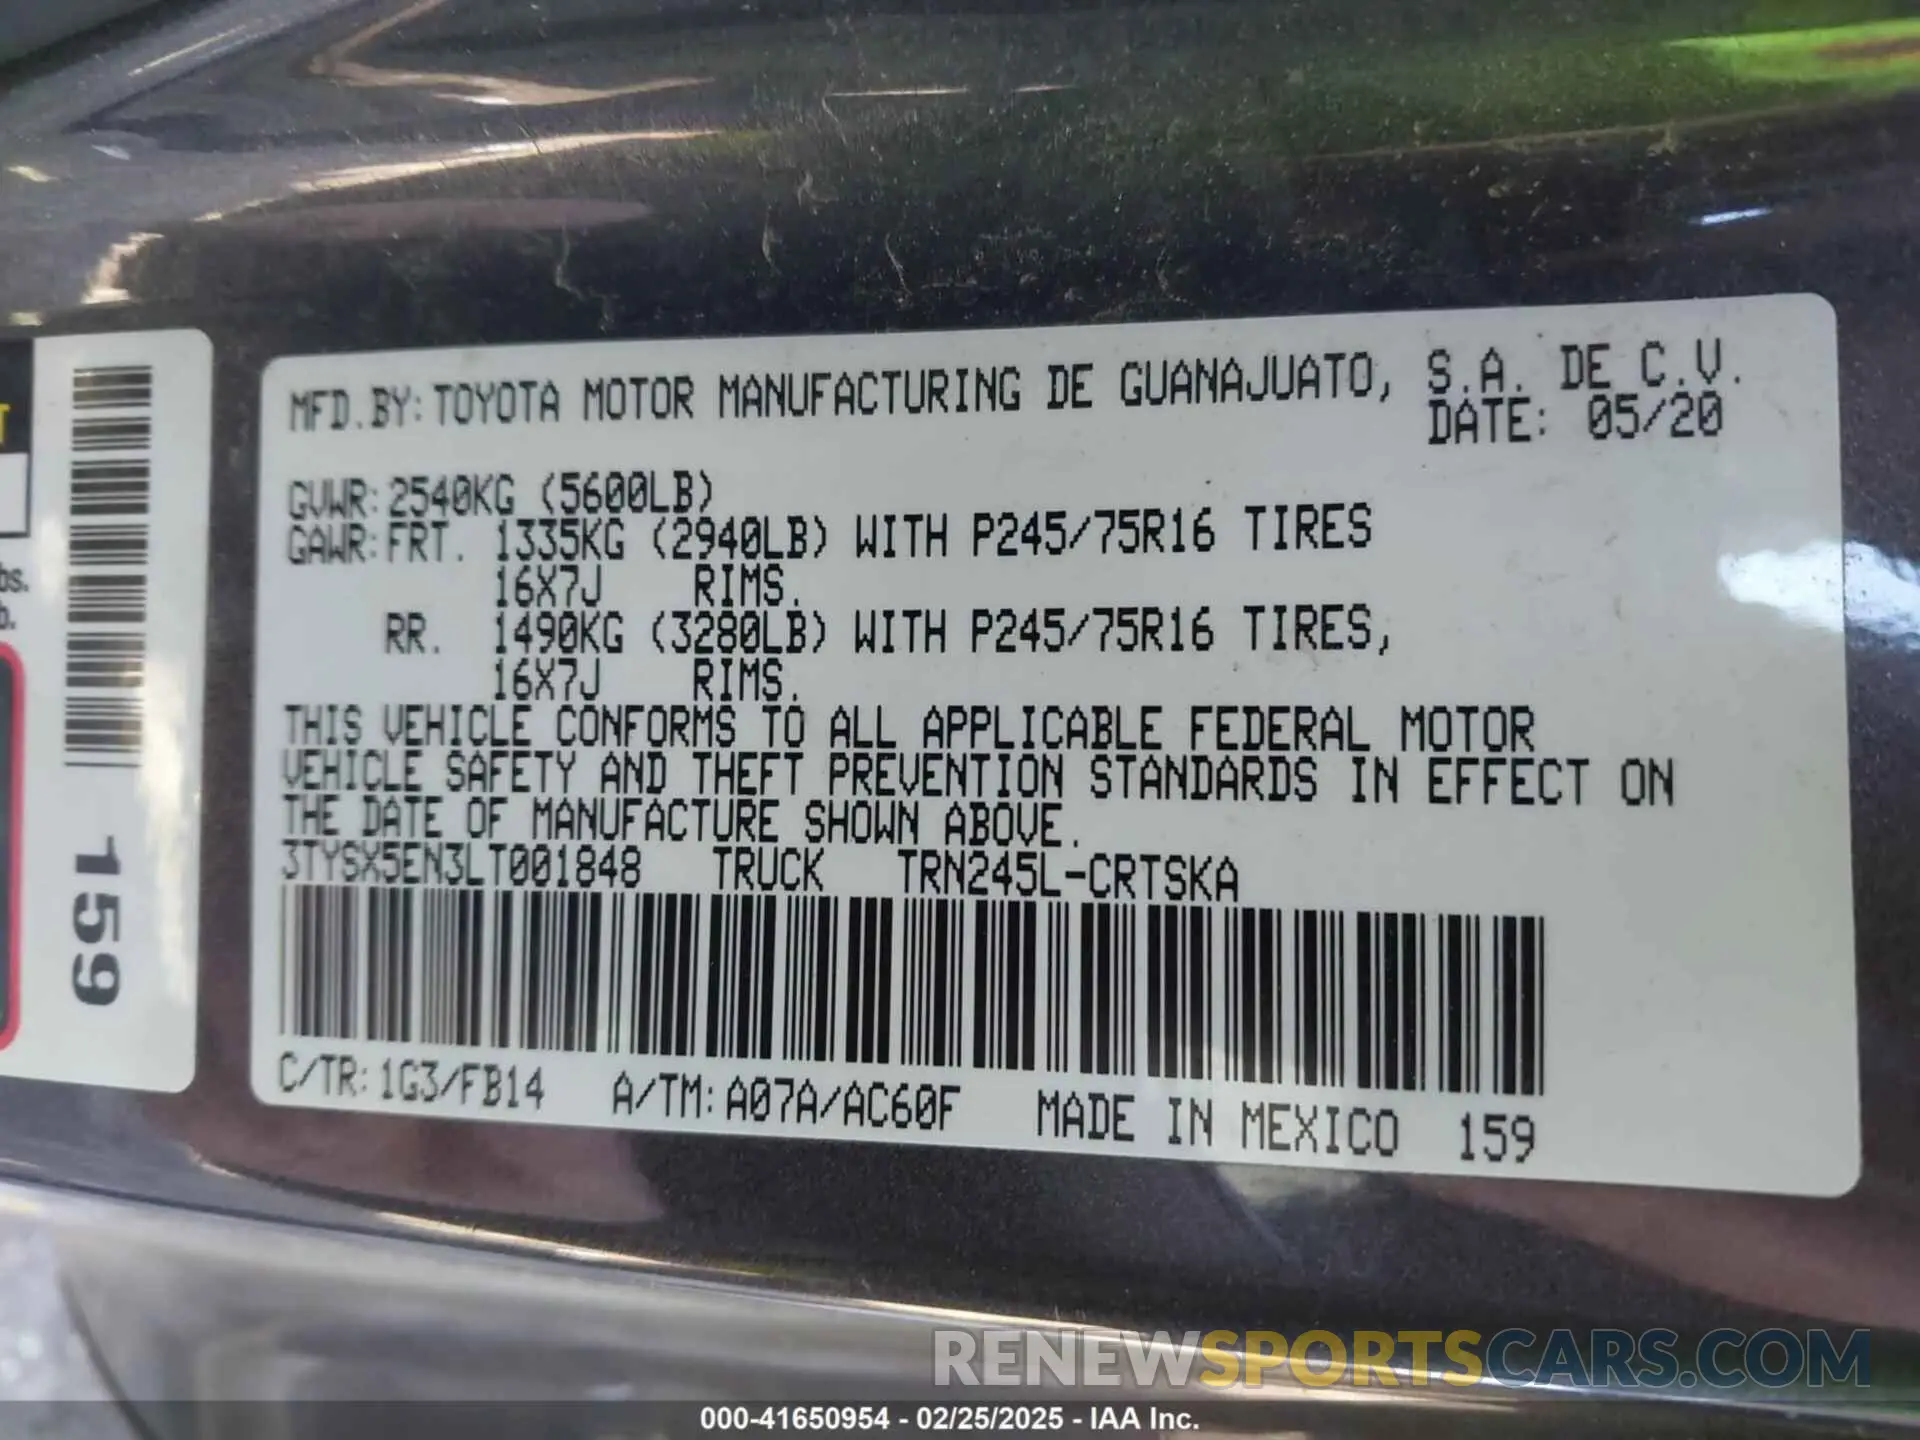 MFD.BY:TOYOTA MOTOR MANUFACTURING DE GUANAJUATO, S.A. DE C.V.
DATE: 05/20
GVWR:2540KG (5600LB)
GAWR:FRT. 1335KG (2940LB) WITH P245/75R16 TIRES
16X7J RIMS.
RR. 1490KG (3280LB) WITH P245/75R16 TIRES,
16X7J RIMS.
THIS VEHICLE CONFORMS TO ALL APPLICABLE FEDERAL MOTOR
VEHICLE SAFETY AND THEFT PREVENTION STANDARDS IN EFFECT ON
THE DATE OF MANUFACTURE SHOWN ABOVE.
3TYSX5EN3LT001848 TRUCK TRN245L-CRTSKA
C/TR:1G3/FB14 A/TM:A07A/AC60F MADE IN MEXICO 159
159
RENEWSPORTSCARS.COM
000-41650954 - 02/25/2025 - IAA Inc.